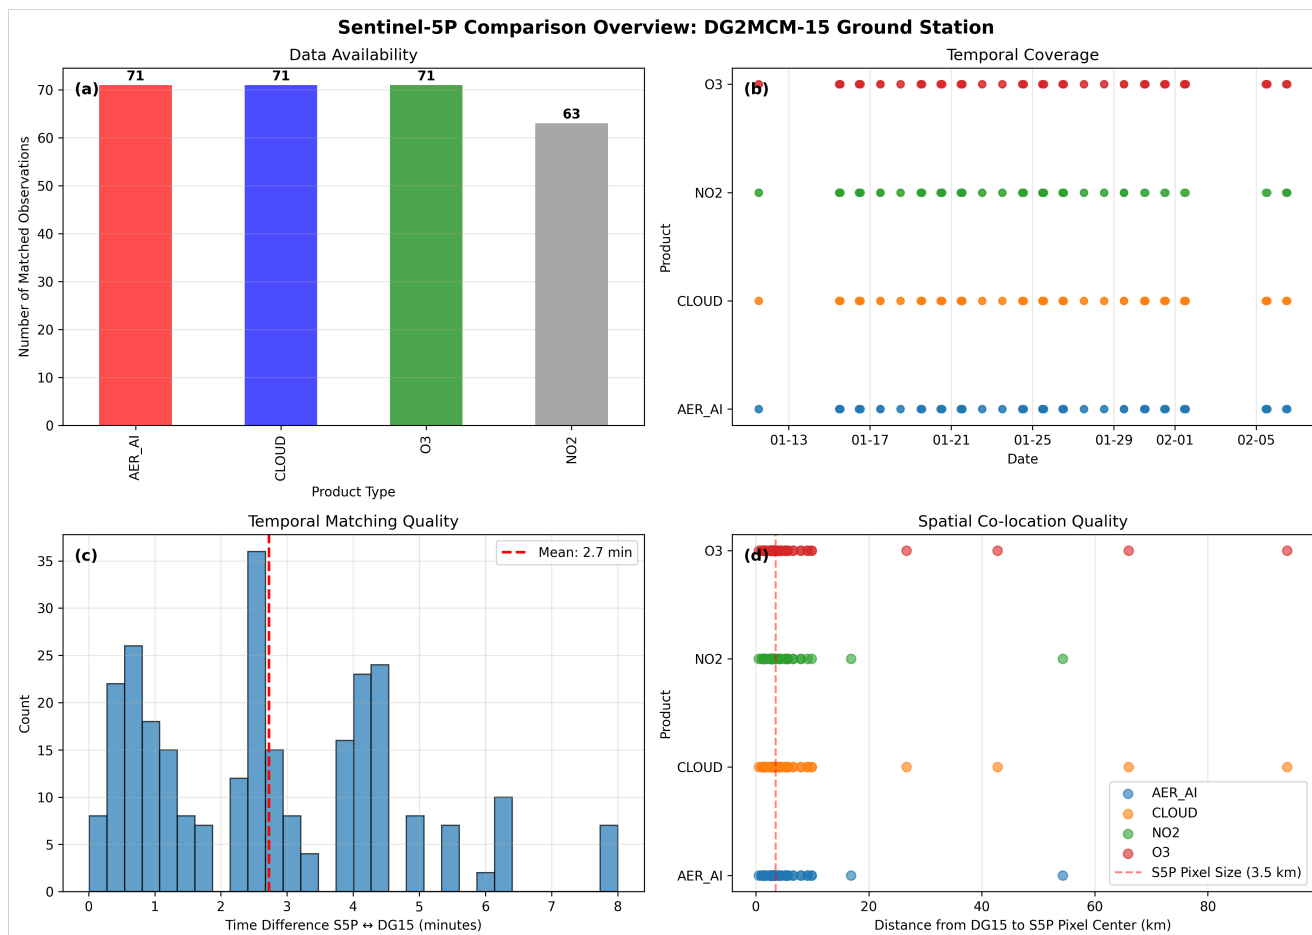 Sentinel-5P Comparison Overview: DG2MCM-15 Ground Station
Data Availability
(a)
71
71
71
63
70
60
50
40
30
20
10
0
Number of Matched Observations
AER_AI
CLOUD
O3
NO2
Product Type
Temporal Coverage
(b)
O3
NO2
CLOUD
AER_AI
Product
01-13
01-17
01-21
01-25
01-29
02-01
02-05
Date
Temporal Matching Quality
(c)
Mean: 2.7 min
35
30
25
20
15
10
5
0
Count
0
1
2
3
4
5
6
7
8
Time Difference S5P ↔ DG15 (minutes)
Spatial Co-location Quality
(d)
O3
NO2
CLOUD
AER_AI
Product
AER_AI
CLOUD
NO2
O3
S5P Pixel Size (3.5 km)
0
20
40
60
80
Distance from DG15 to S5P Pixel Center (km)